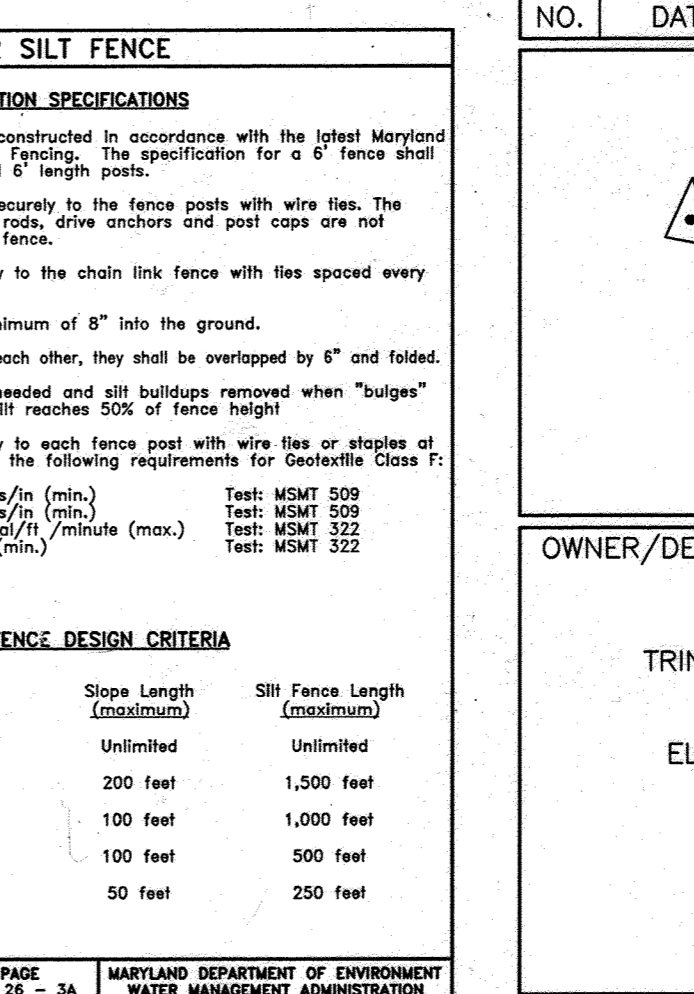 NO. DAT
SILT FENCE
TION SPECIFICATIONS
constructed in accordance with the latest Maryland
Fencing. The specification for a 6' fence shall
6' length posts.
ecurely to the fence posts with wire ties. The
rods, drive anchors and post caps are not
fence.
y to the chain link fence with ties spaced every
nimum of 8" into the ground.
each other, they shall be overlapped by 6" and folded.
needed and silt buildups removed when "bulges"
ilt reaches 50% of fence height
y to each fence post with wire ties or staples at
the following requirements for Geotextile Class F:
s/in (min.) Test: MSMT 509
s/in (min.) Test: MSMT 509
al/ft /minute (max.) Test: MSMT 322
(min.) Test: MSMT 322
ENCE DESIGN CRITERIA
Slope Length Silt Fence Length
(maximum) (maximum)
Unlimited Unlimited
200 feet 1,500 feet
100 feet 1,000 feet
100 feet 500 feet
50 feet 250 feet
PAGE MARYLAND DEPARTMENT OF ENVIRONMENT
26 - 3A WATER MANAGEMENT ADMINISTRATION
OWNER/DE
TRIN
EL